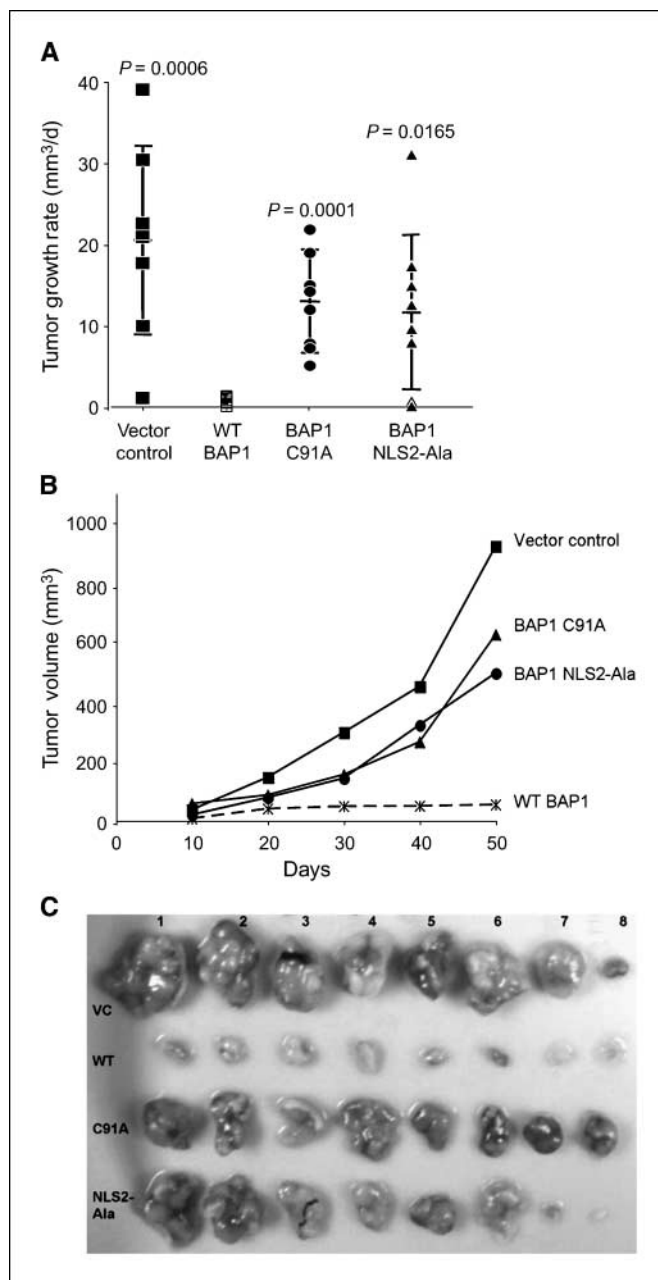 A
P = 0.0006
P = 0.0165
P = 0.0001
Tumor growth rate (mm³/d)
40
30
20
10
0
Vector control
WT BAP1
BAP1 C91A
BAP1 NLS2-Ala
B
Tumor volume (mm³)
1000
800
600
400
200
0
0 10 20 30 40 50
Days
Vector control
BAP1 C91A
BAP1 NLS2-Ala
WT BAP1
C
1 2 3 4 5 6 7 8
VC
WT
C91A
NLS2-
Ala